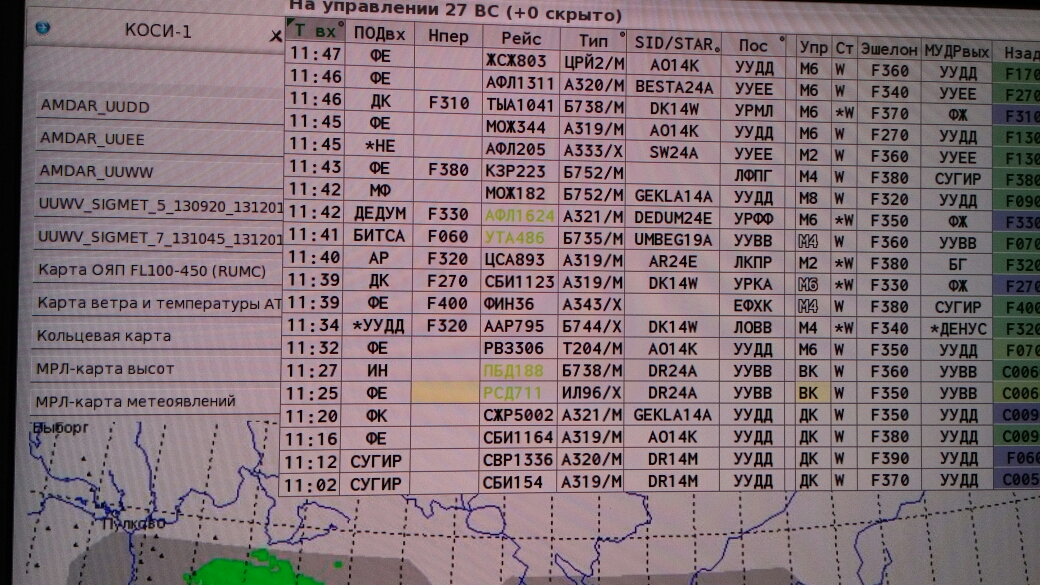 На управлении 27 ВС (+0 скрыто)
КОСИ-1
Т вх ПОДвх Нпер Рейс Тип SID/STAR Пос Упр Ст Эшелон МУДРвых Нзад
11:47 ФЕ ЖСЖ803 ЦРЙ2/М AO14K УУДД М6 W F360 УУДД F170
11:46 ФЕ АФЛ1311 А320/М BESTA24A УУЕЕ М6 W F340 УУЕЕ F270
11:46 ДК F310 ТЫА1041 Б738/М DK14W УРМЛ М6 *W F370 ФЖ F310
11:45 ФЕ МОЖ344 А319/М AO14K УУДД М6 W F270 УУДД F130
11:45 *НЕ АФЛ205 А333/Х SW24A УУЕЕ М2 W F360 УУЕЕ F130
11:43 ФЕ F380 КЗР223 Б752/М ЛФПГ М4 W F380 СУГИР F380
11:42 МФ МОЖ182 Б752/М GEKLA14A УУДД М8 W F320 УУДД F090
11:42 ДЕДУМ F330 АФЛ1624 А321/М DEDUM24E УРФФ М6 *W F350 ФЖ F330
11:41 БИТСА F060 УТА486 Б735/М UMBEG19A УУВВ М4 W F360 УУВВ F070
11:40 АР F320 ЦСА893 А319/М AR24E ЛКПР М2 *W F380 БГ F320
11:39 ДК F270 СБИ1123 А319/М DK14W УРКА М6 *W F330 ФЖ F270
11:39 ФЕ F400 ФИН36 А343/Х ЕФХК М4 W F380 СУГИР F400
11:34 *УУДД F320 ААР795 Б744/Х DK14W ЛОВВ М4 *W F340 *ДЕНУС F320
11:32 ФЕ РВ3306 Т204/М AO14K УУДД М6 W F350 УУДД F070
11:27 ИН ПБД188 Б738/М DR24A УУВВ ВК W F360 УУВВ C006
11:25 ФЕ РСД711 ИЛ96/Х DR24A УУВВ ВК W F350 УУВВ C006
11:20 ФК СЖР5002 А321/М GEKLA14A УУДД ДК W F350 УУДД C009
11:16 ФЕ СБИ1164 А319/М AO14K УУДД ДК W F380 УУДД C009
11:12 СУГИР СВР1336 А320/М DR14M УУДД ДК W F390 УУДД F060
11:02 СУГИР СБИ154 А319/М DR14M УУДД ДК W F370 УУДД C005
AMDAR_UUDD
AMDAR_UUEE
AMDAR_UUWW
UUWV_SIGMET_5_130920_131201
UUWV_SIGMET_7_131045_131201
Карта ОЯП FL100-450 (RUMC)
Карта ветра и температуры АТ
Кольцевая карта
МРЛ-карта высот
МРЛ-карта метеоявлений
Выборг
Пулково